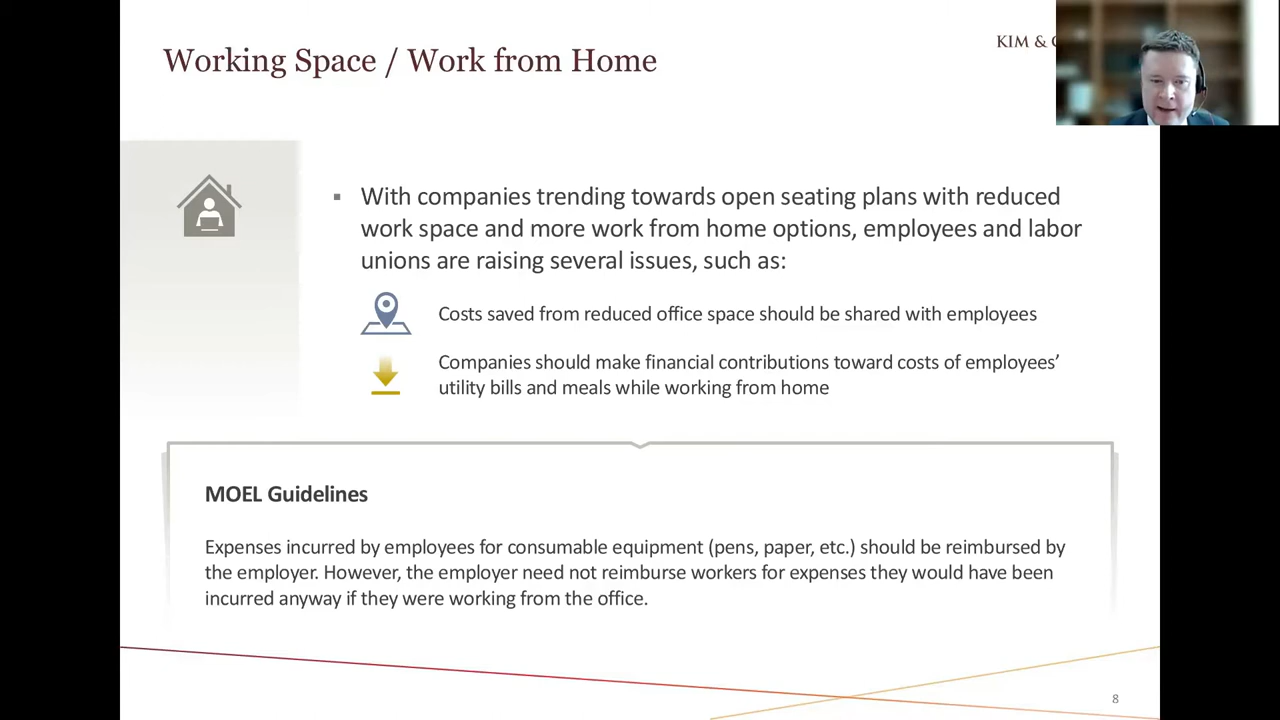 Working Space / Work from Home
KIM &
▪ With companies trending towards open seating plans with reduced
work space and more work from home options, employees and labor
unions are raising several issues, such as:
Costs saved from reduced office space should be shared with employees
Companies should make financial contributions toward costs of employees’
utility bills and meals while working from home
MOEL Guidelines
Expenses incurred by employees for consumable equipment (pens, paper, etc.) should be reimbursed by
the employer. However, the employer need not reimburse workers for expenses they would have been
incurred anyway if they were working from the office.
8